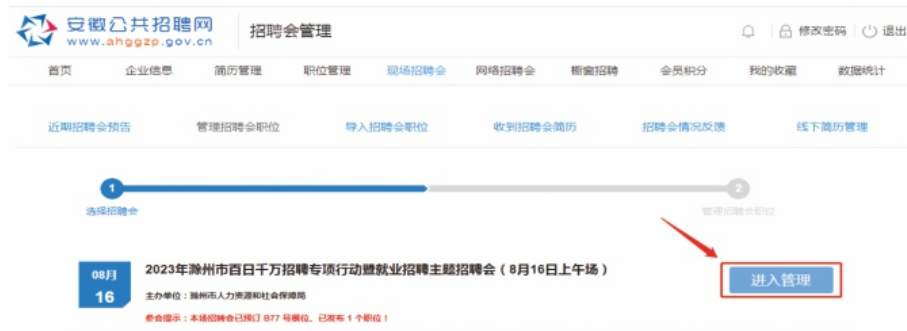 安徽公共招聘网 招聘会管理 修改密码 退出
www.ahggzp.gov.cn
首页 企业信息 简历管理 职位管理 现场招聘会 网络招聘会 橱窗招聘 会员积分 我的收藏 数据统计
近期招聘会预告 管理招聘会职位 导入招聘会职位 收到招聘会简历 招聘会情况反馈 线下简历管理
1 2
选择招聘会 管理招聘会职位
08月
16
2023年滁州市百日千万招聘专项行动暨就业招聘主题招聘会（8月16日上午场）
主办单位：滁州市人力资源和社会保障局
参会提示：本场招聘会已预订 B77 号展位，已发布 1 个职位！
进入管理